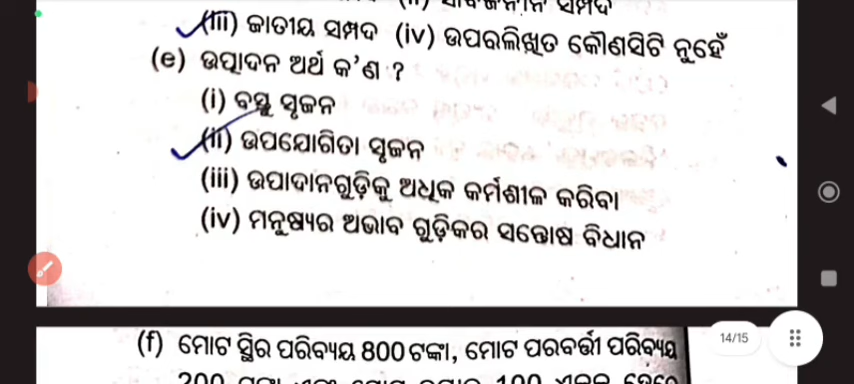 (iii) ଜାତୀୟ ସମ୍ପଦ (iv) ଉପରଲିଖିତ କୌଣସିଟି ନୁହେଁ
(e) ଉତ୍ପାଦନ ଅର୍ଥ କ'ଣ ?
(i) ବସ୍ତୁ ସୃଜନ
(ii) ଉପଯୋଗିତା ସୃଜନ
(iii) ଉପାଦାନଗୁଡ଼ିକୁ ଅଧିକ କର୍ମଶୀଳ କରିବା
(iv) ମନୁଷ୍ୟର ଅଭାବ ଗୁଡ଼ିକର ସନ୍ତୋଷ ବିଧାନ
14/15
(f) ମୋଟ ସ୍ଥିର ପରିବ୍ୟୟ 800 ଟଙ୍କା, ମୋଟ ପରବର୍ତ୍ତୀ ପରିବ୍ୟୟ